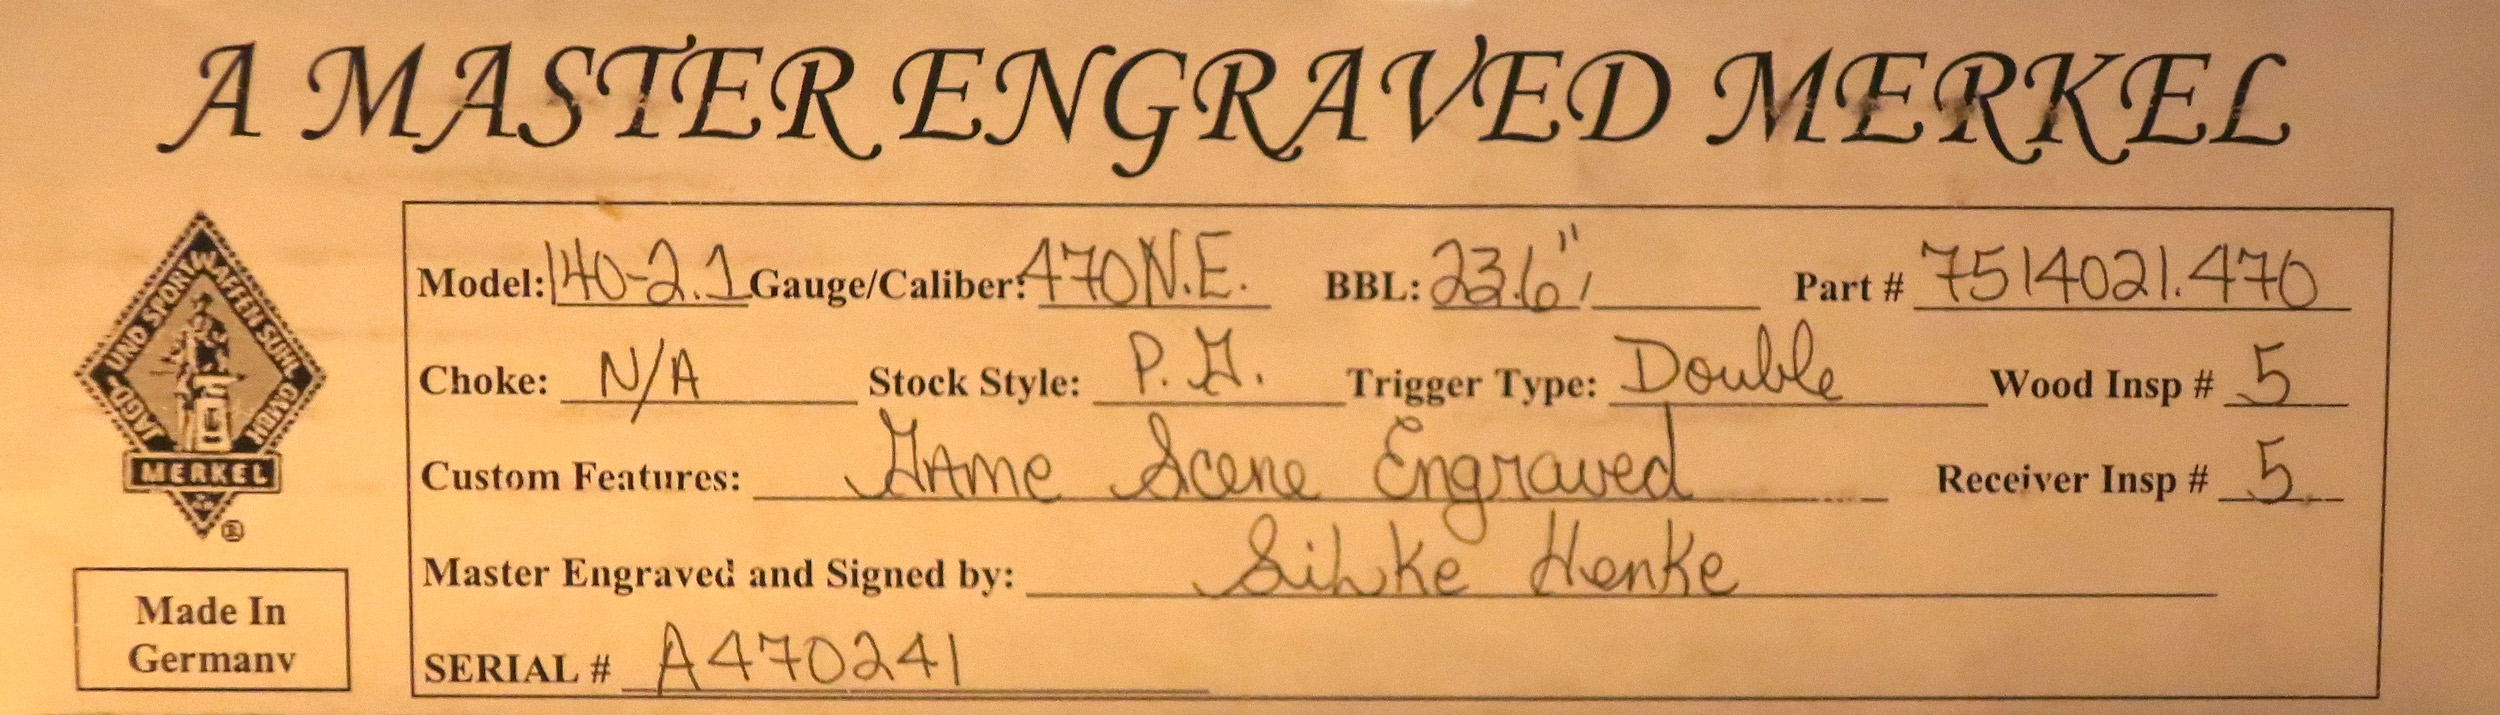 A MASTER ENGRAVED MERKEL
JAGD- UND SPORTWAFFEN SUHL GMBH
MERKEL
®
Made In
Germany
Model: 140-2.1 Gauge/Caliber: 470 N.E. BBL: 23.6" Part # 7514021.470
Choke: N/A Stock Style: P.G. Trigger Type: Double Wood Insp # 5
Custom Features: Game Scene Engraved Receiver Insp # 5
Master Engraved and Signed by: Silke Henke
SERIAL # A470241